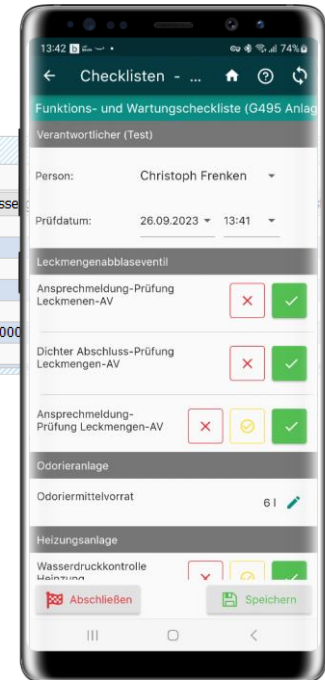 13:42
74%
Checklisten - ...
Funktions- und Wartungscheckliste (G495 Anlag
Verantwortlicher (Test)
Person: Christoph Frenken
Prüfdatum: 26.09.2023 13:41
Leckmengenabblaseventil
Ansprechmeldung-Prüfung
Leckmenen-AV
Dichter Abschluss-Prüfung
Leckmengen-AV
Ansprechmeldung-
Prüfung Leckmengen-AV
Odorieranlage
Odoriermittelvorrat 6 l
Heizungsanlage
Wasserdruckkontrolle
Heizung
Abschließen Speichern